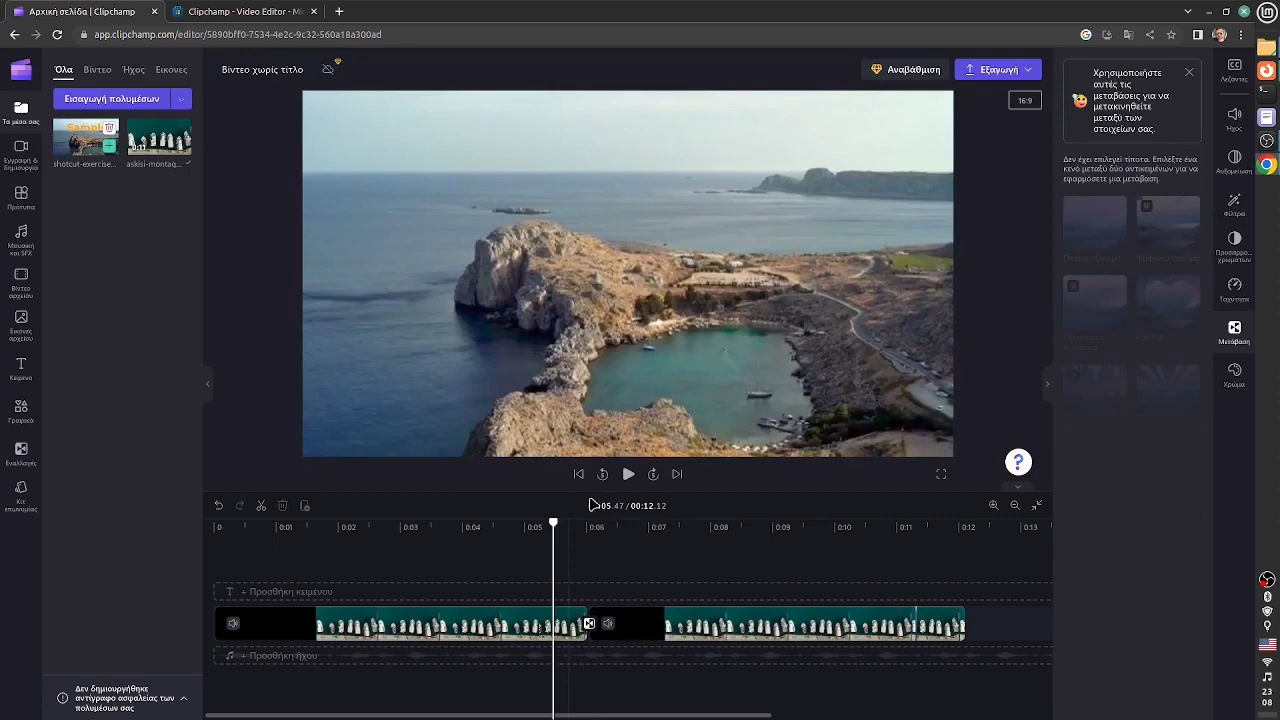 Αρχική σελίδα | Clipchamp
Clipchamp - Video Editor - Mic
app.clipchamp.com/editor/5890bff0-7534-4e2c-9c32-560a18a300ad
Όλα
Βίντεο
Ήχος
Εικόνες
Εισαγωγή πολυμέσων
Sampl
shotcut-exercise...
askisi-montag...
Τα μέσα σας
Εγγραφή & δημιουργία
Πρότυπα
Μουσική και SFX
Βίντεο αρχείου
Εικόνες αρχείου
Κείμενο
Γραφικά
Εναλλαγές
Κιτ επωνυμίας
Βίντεο χωρίς τίτλο
Αναβάθμιση
Εξαγωγή
16:9
Χρησιμοποιήστε
αυτές τις
μεταβάσεις για να
μετακινηθείτε
μεταξύ των
στοιχείων σας.
Δεν έχει επιλεγεί τίποτα. Επιλέξτε ένα
κενό μεταξύ δύο αντικειμένων για να
εφαρμόσετε μια μετάβαση.
Λεζάντες
Ήχος
Αυξομείωση
Φίλτρα
Προσαρμο... χρωμάτων
Ταχύτητα
Μετάβαση
Χρώμα
05.47 / 00:12.12
0
0:01
0:02
0:03
0:04
0:05
0:06
0:07
0:08
0:09
0:10
0:11
0:12
0:13
+ Προσθήκη κειμένου
+ Προσθήκη ήχου
Δεν δημιουργήθηκε
αντίγραφο ασφαλείας των
πολυμέσων σας
23
08